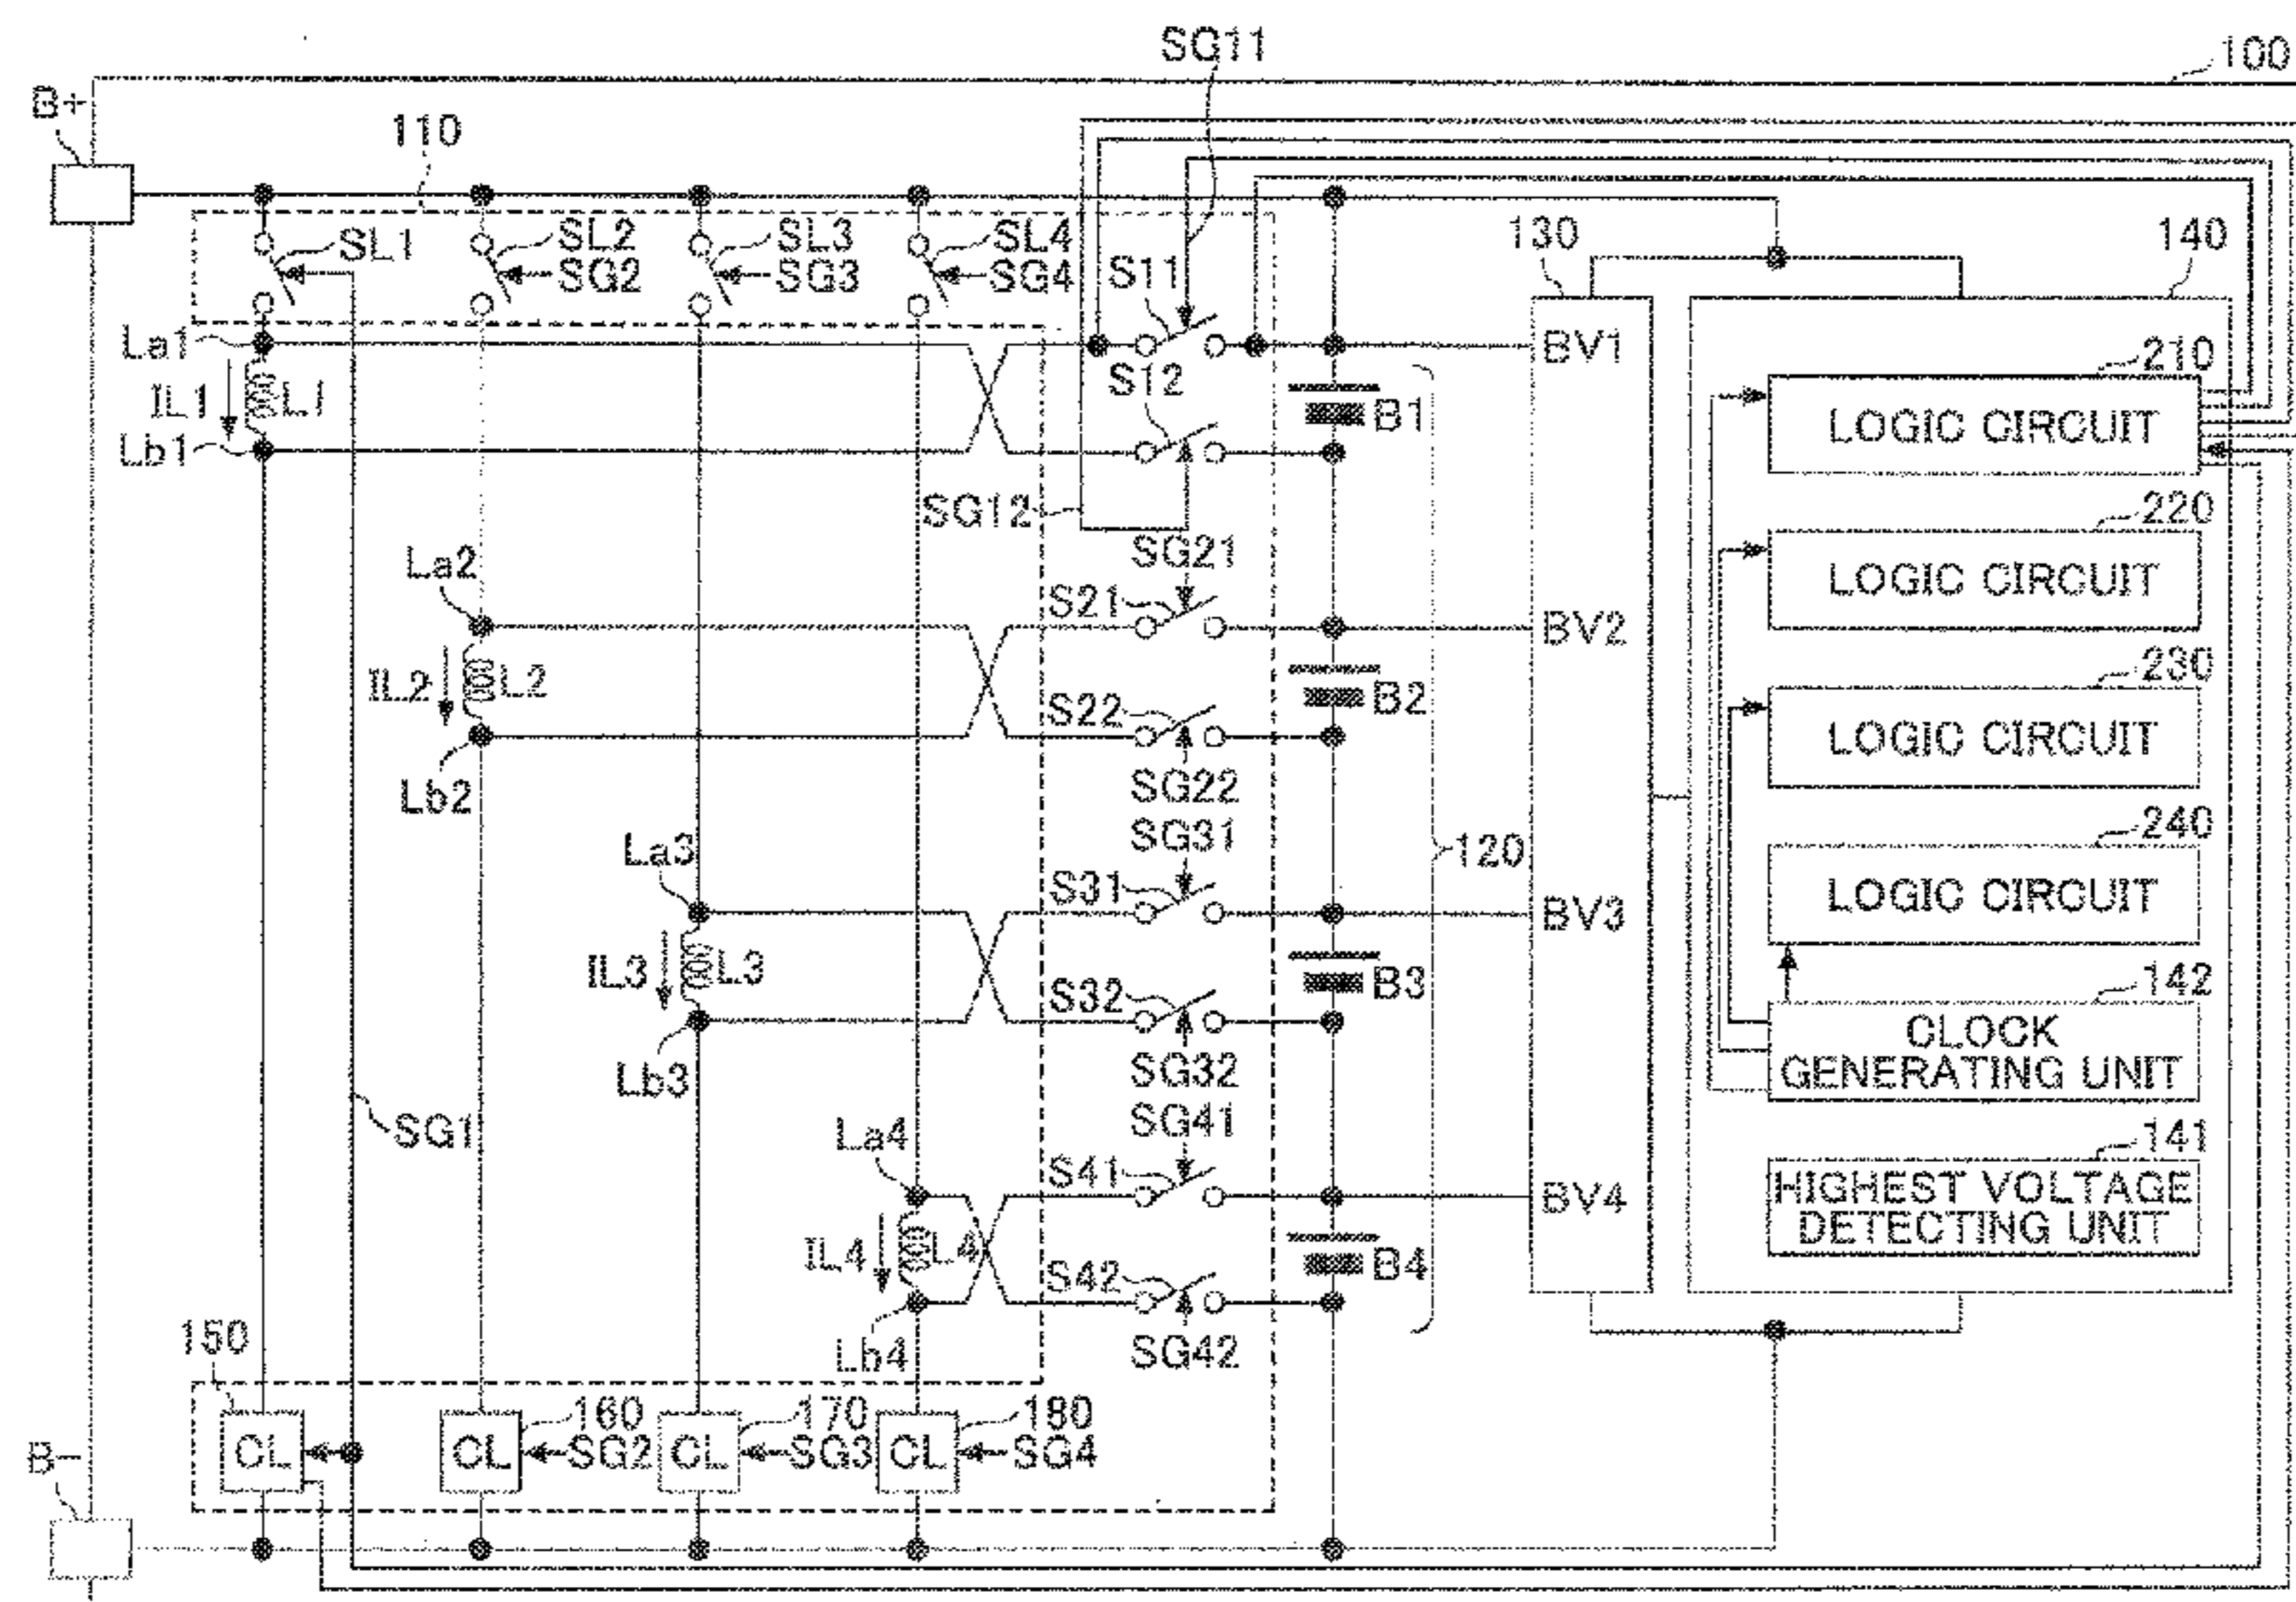 SG11
100
B+
110
SL1
SL2
SG2
SL3
SG3
SL4
SG4
S11
130
140
La1
BV1
210
IL1
L1
S12
B1
LOGIC CIRCUIT
Lb1
SG12
220
SG21
La2
LOGIC CIRCUIT
S21
BV2
230
IL2
L2
S22
B2
LOGIC CIRCUIT
Lb2
SG22
SG31
240
La3
120
S31
LOGIC CIRCUIT
BV3
IL3
L3
S32
B3
142
CLOCK
GENERATING UNIT
Lb3
SG32
SG1
SG41
La4
141
S41
HIGHEST VOLTAGE
DETECTING UNIT
BV4
IL4
L4
S42
B4
150
Lb4
SG42
160
170
180
CL
CL
SG2
CL
SG3
CL
SG4
B−